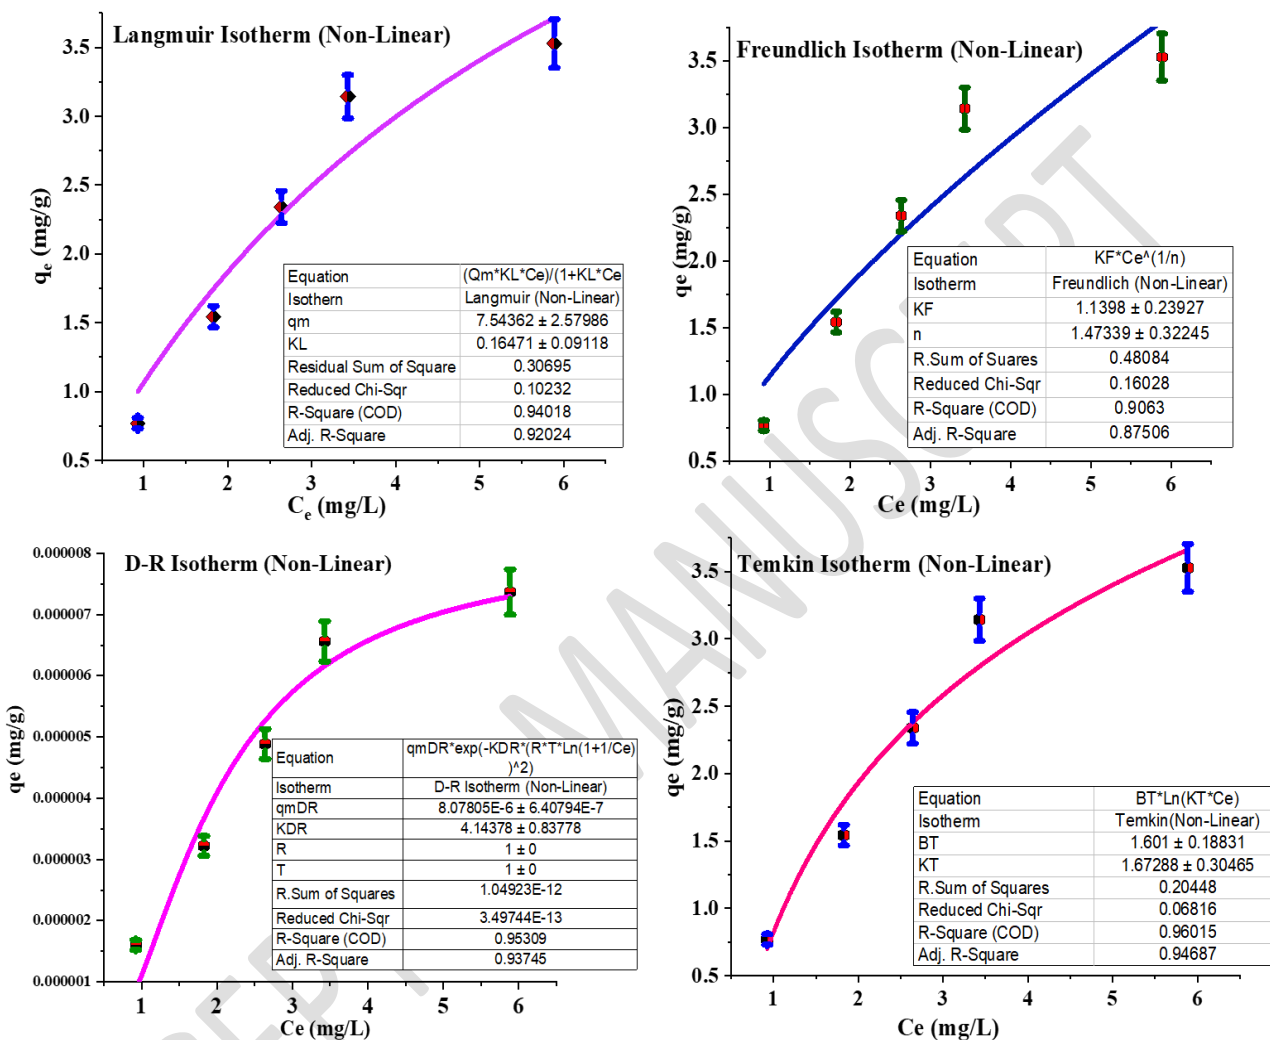 Langmuir Isotherm (Non-Linear)
3.5
3.0
2.5
2.0
1.5
1.0
0.5
qe (mg/g)
Equation (Qm*KL*Ce)/(1+KL*Ce
Isothern Langmuir (Non-Linear)
qm 7.54362 ± 2.57986
KL 0.16471 ± 0.09118
Residual Sum of Square 0.30695
Reduced Chi-Sqr 0.10232
R-Square (COD) 0.94018
Adj. R-Square 0.92024
1 2 3 4 5 6
Ce (mg/L)
Freundlich Isotherm (Non-Linear)
3.5
3.0
2.5
2.0
1.5
1.0
0.5
qe (mg/g)
Equation KF*Ce^(1/n)
Isotherm Freundlich (Non-Linear)
KF 1.1398 ± 0.23927
n 1.47339 ± 0.32245
R.Sum of Suares 0.48084
Reduced Chi-Sqr 0.16028
R-Square (COD) 0.9063
Adj. R-Square 0.87506
1 2 3 4 5 6
Ce (mg/L)
D-R Isotherm (Non-Linear)
0.000008
0.000007
0.000006
0.000005
0.000004
0.000003
0.000002
0.000001
qe (mg/g)
Equation qmDR*exp(-KDR*(R*T*Ln(1+1/Ce)
)^2)
Isotherm D-R Isotherm (Non-Linear)
qmDR 8.07805E-6 ± 6.40794E-7
KDR 4.14378 ± 0.83778
R 1 ± 0
T 1 ± 0
R.Sum of Squares 1.04923E-12
Reduced Chi-Sqr 3.49744E-13
R-Square (COD) 0.95309
Adj. R-Square 0.93745
1 2 3 4 5 6
Ce (mg/L)
Temkin Isotherm (Non-Linear)
3.5
3.0
2.5
2.0
1.5
1.0
0.5
qe (mg/g)
Equation BT*Ln(KT*Ce)
Isotherm Temkin(Non-Linear)
BT 1.601 ± 0.18831
KT 1.67288 ± 0.30465
R.Sum of Squares 0.20448
Reduced Chi-Sqr 0.06816
R-Square (COD) 0.96015
Adj. R-Square 0.94687
1 2 3 4 5 6
Ce (mg/L)
MANUSCRIPT